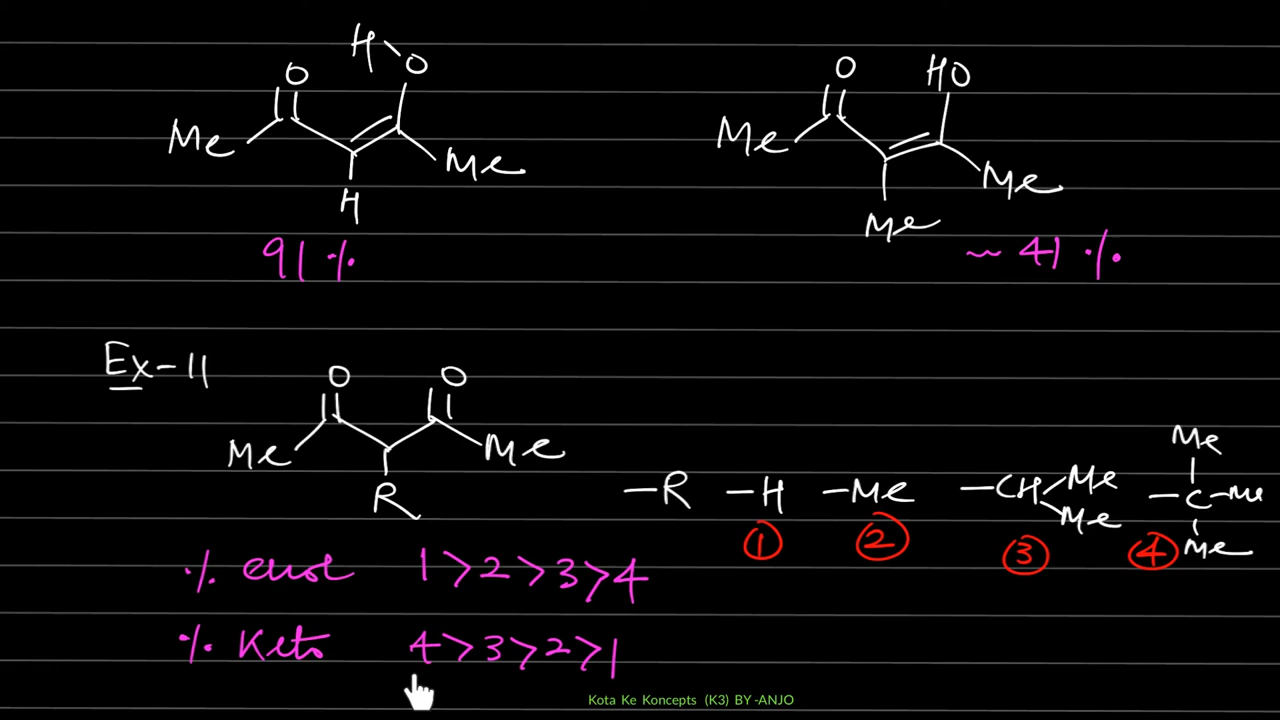 H
O O O HO
Me Me Me Me
H Me
91 % ~ 41 %
Ex-11
O O
Me Me
R
-R -H -Me -CH Me Me -C Me -Me Me
① ② ③ ④
% enol 1 > 2 > 3 > 4
% Keto 4 > 3 > 2 > 1
Kota Ke Koncepts (K3) BY -ANJO